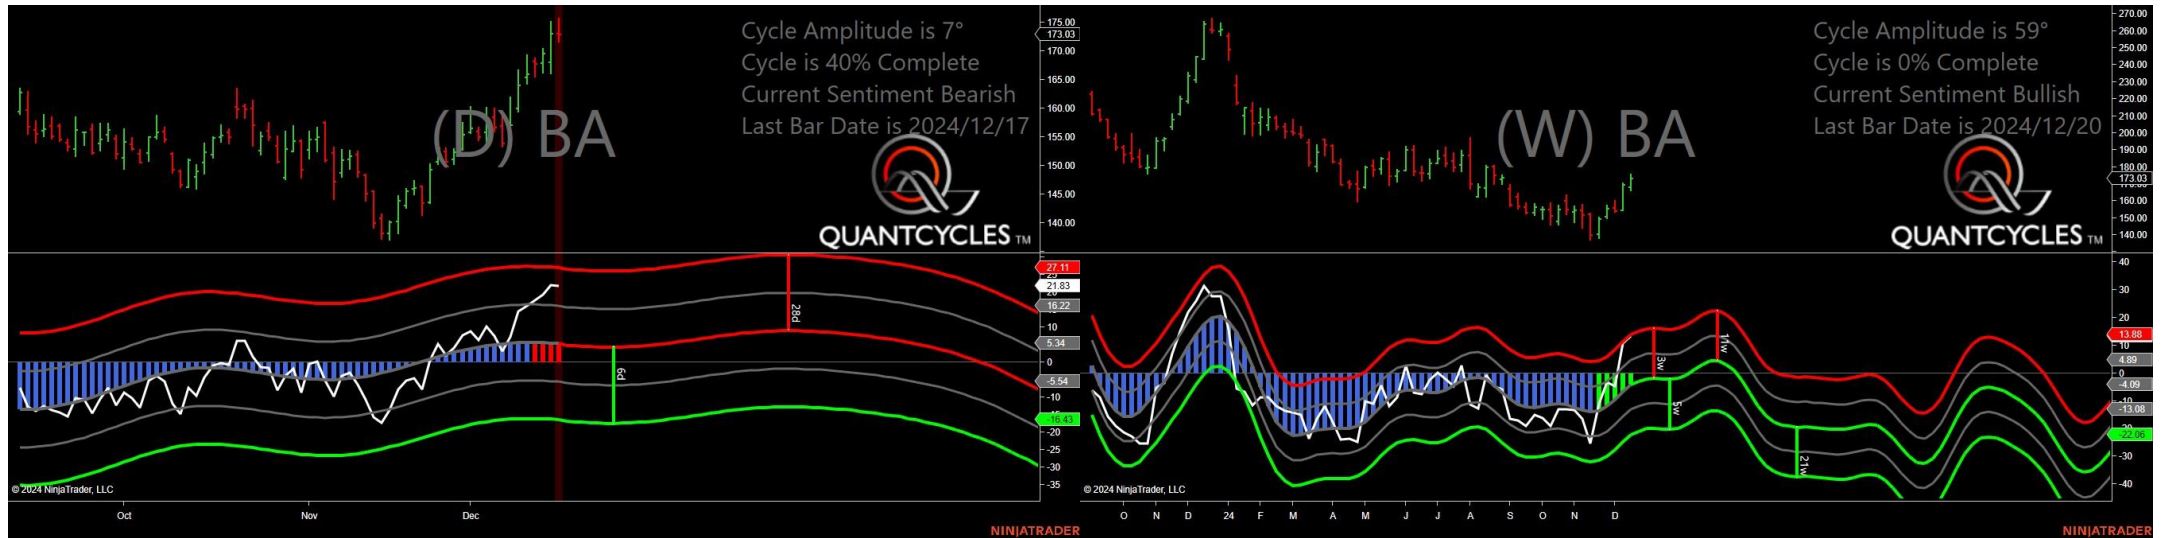 Cycle Amplitude is 7°
Cycle is 40% Complete
Current Sentiment Bearish
Last Bar Date is 2024/12/17
(D) BA
QUANTCYCLES TM
175.00
173.03
170.00
165.00
160.00
155.00
150.00
145.00
140.00
27.11
21.83
16.22
10
5.34
0
-5.54
-10
-16.43
-20
-25
-30
-35
28d
6d
© 2024 NinjaTrader, LLC
Oct Nov Dec
NINJATRADER
Cycle Amplitude is 59°
Cycle is 0% Complete
Current Sentiment Bullish
Last Bar Date is 2024/12/20
(W) BA
QUANTCYCLES TM
270.00
260.00
250.00
240.00
230.00
220.00
210.00
200.00
190.00
180.00
173.03
160.00
150.00
140.00
40
30
20
13.88
10
4.89
0
-4.09
-13.08
-22.06
-30
-40
3w
11w
5w
21w
© 2024 NinjaTrader, LLC
O N D 24 F M A M J J A S O N D
NINJATRADER